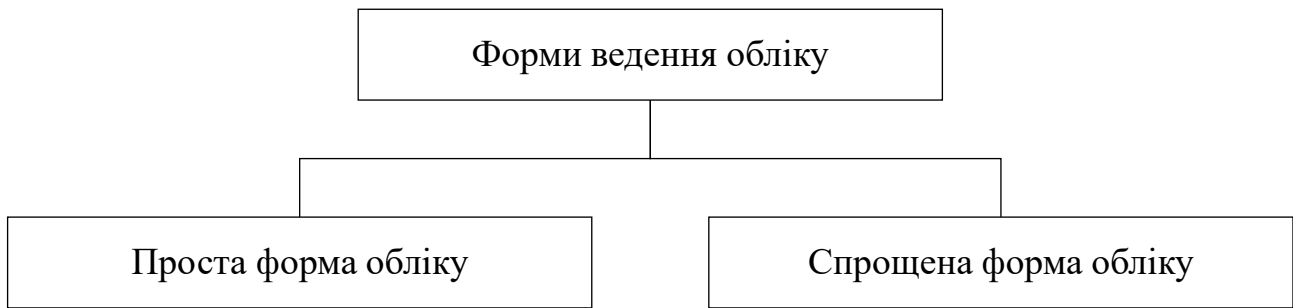 Форми ведення обліку
Проста форма обліку
Спрощена форма обліку